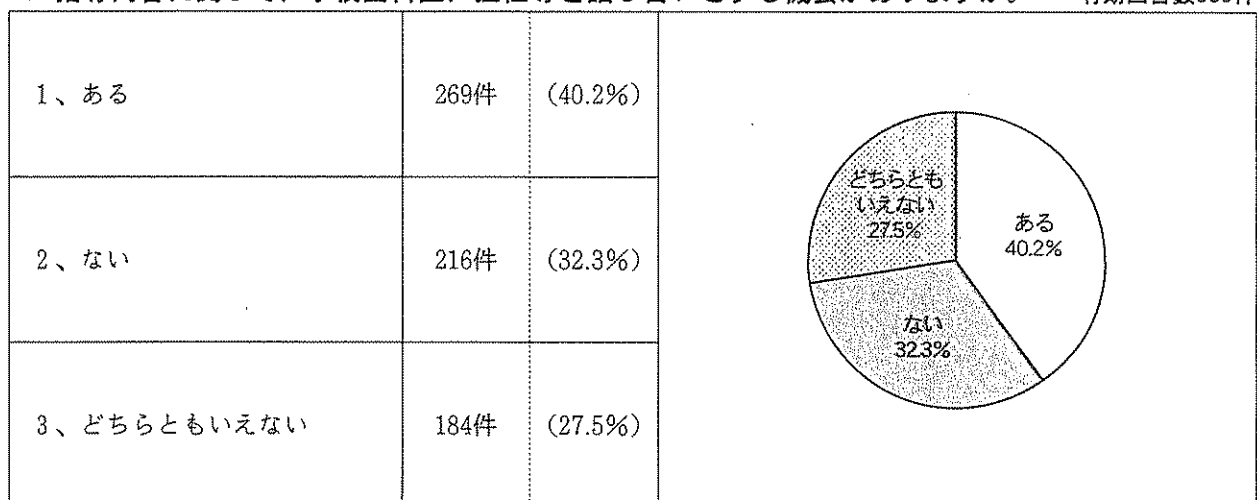 1、ある 269件 (40.2%)
2、ない 216件 (32.3%)
3、どちらともいえない 184件 (27.5%)
どちらとも
いえない
27.5%
ある
40.2%
ない
32.3%